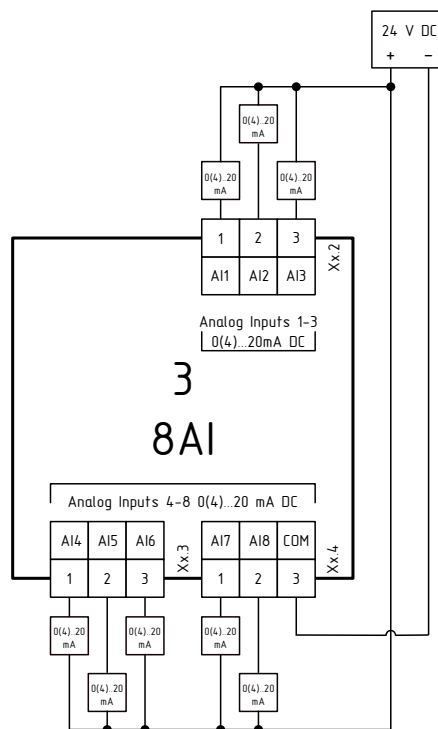 24 V DC
+ −
0(4)...20
mA
0(4)...20
mA
0(4)...20
mA
1 2 3
AI1 AI2 AI3
Xx.2
Analog Inputs 1-3
0(4)...20mA DC
3
8AI
Analog Inputs 4-8 0(4)...20 mA DC
AI4 AI5 AI6
AI7 AI8 COM
1 2 3
1 2 3
Xx.3
Xx.4
0(4)...20
mA
0(4)...20
mA
0(4)...20
mA
0(4)...20
mA
0(4)...20
mA